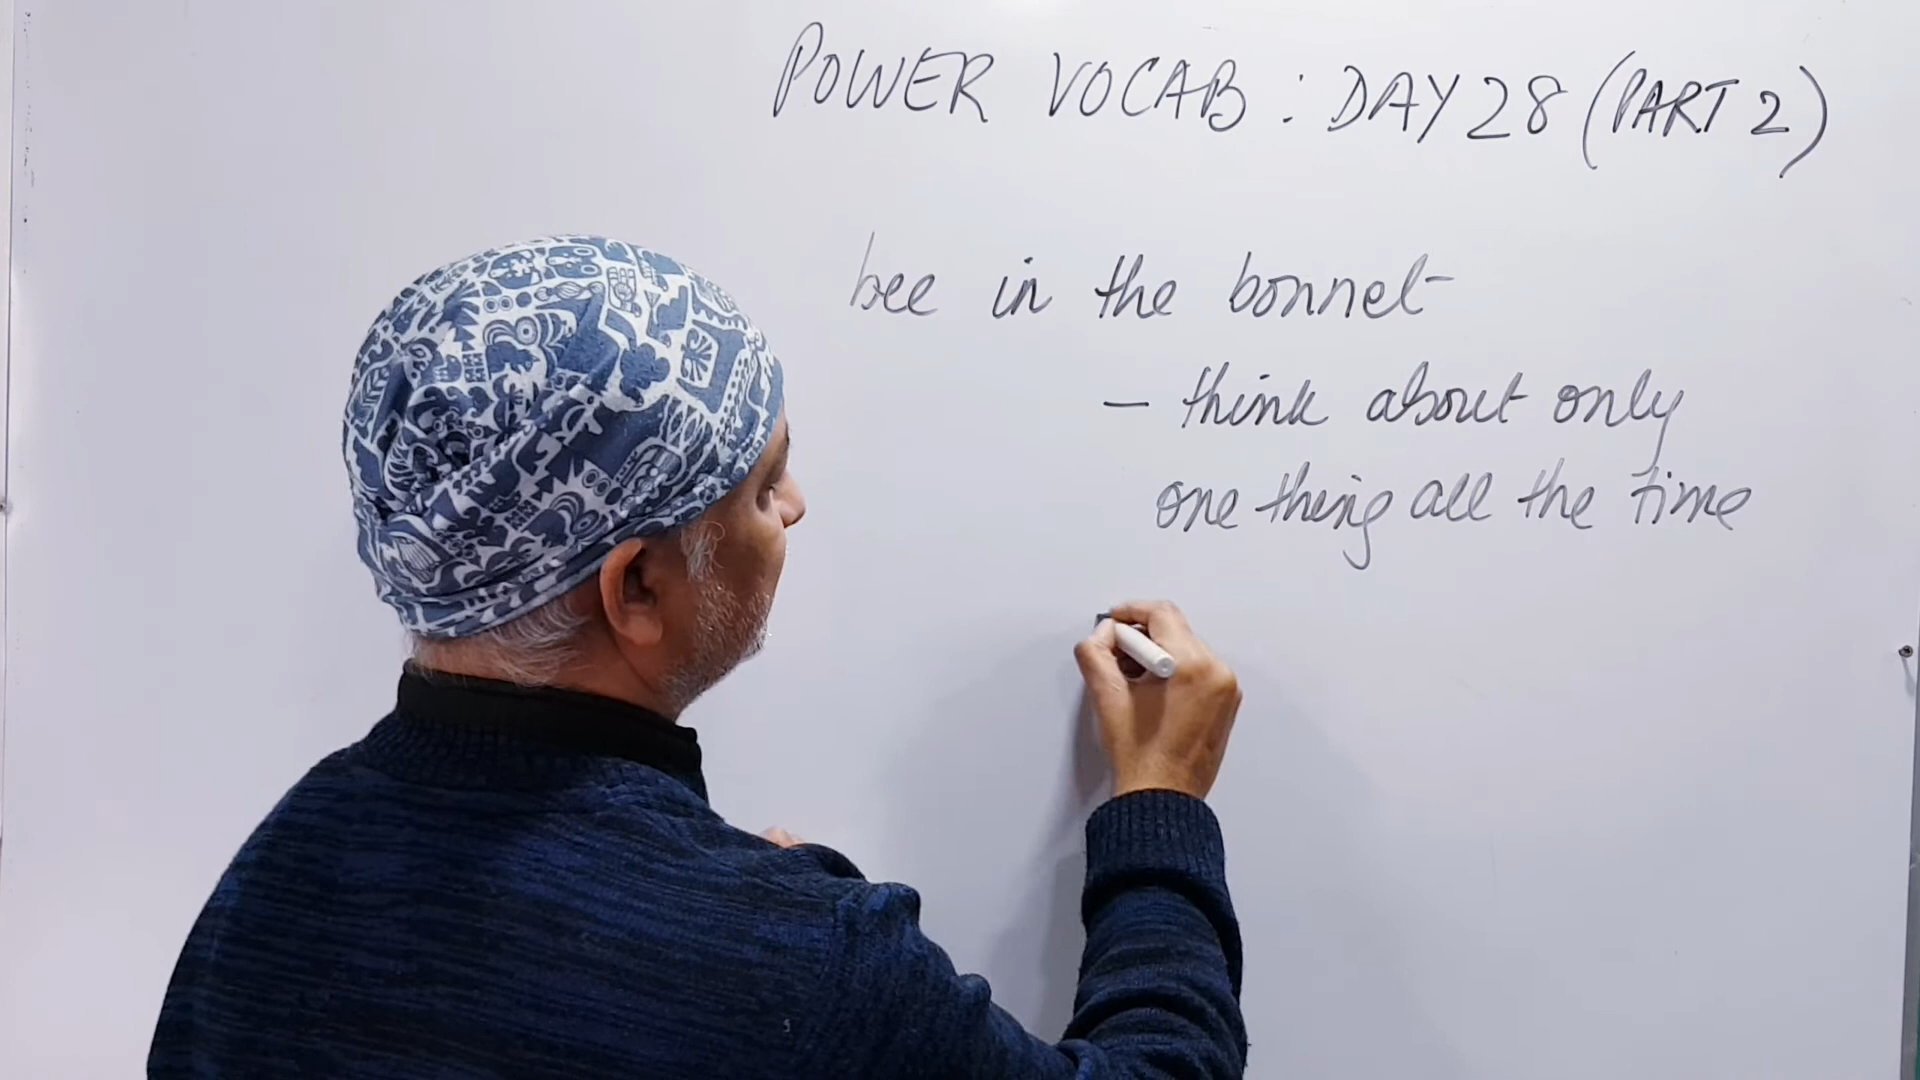 POWER VOCAB : DAY 28 (PART 2)
bee in the bonnet
- think about only
one thing all the time